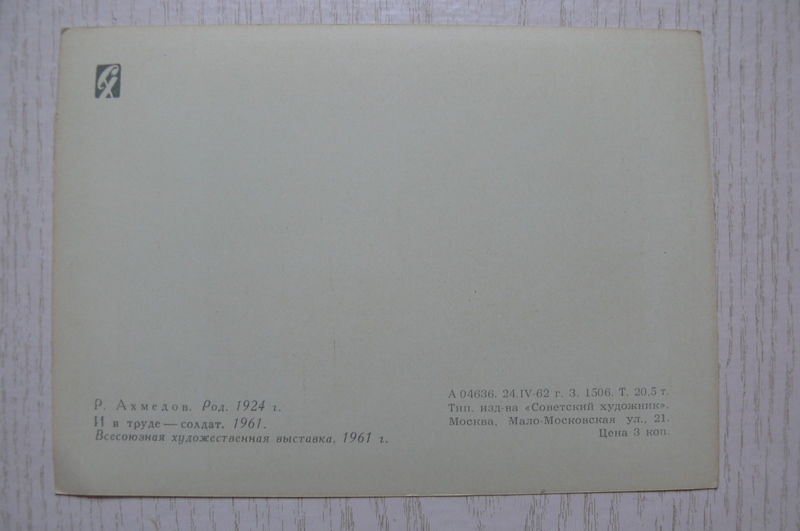 СХ
Р. Ахмедов. Род. 1924 г.
И в труде — солдат. 1961.
Всесоюзная художественная выставка. 1961 г.
А 04636. 24.IV-62 г. З. 1506. Т. 20,5 т.
Тип. изд-ва «Советский художник».
Москва, Мало-Московская ул., 21.
Цена 3 коп.